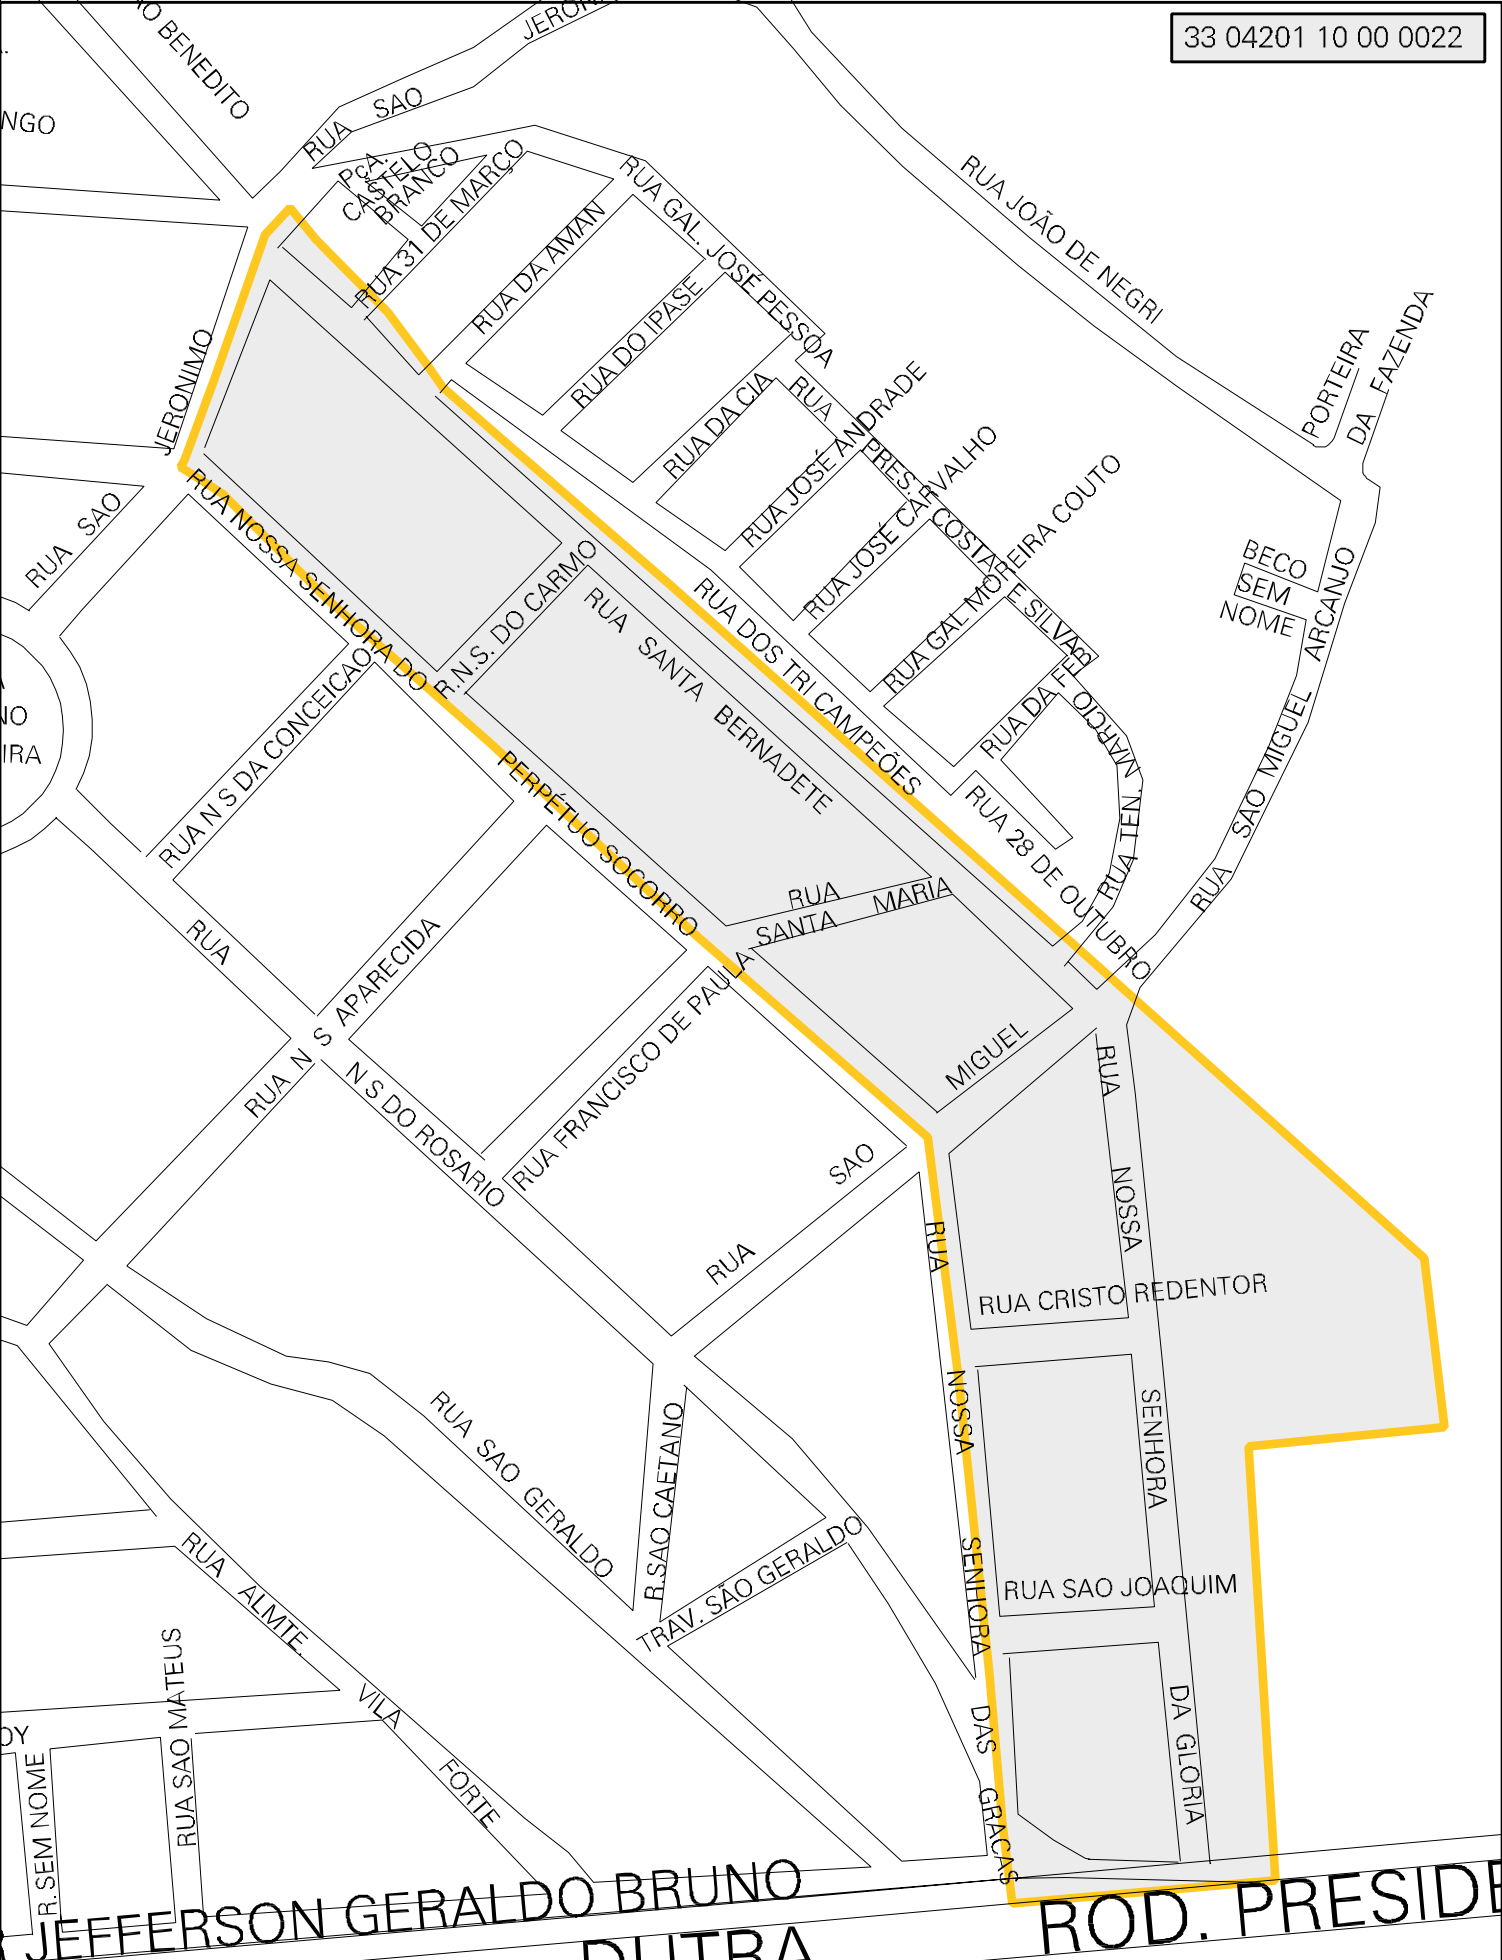 33 04201 10 00 0022
BENEDITO
NGO
RUA SAO
JERONIMO
PÇA.
CASTELO
BRANCO
RUA 31 DE MARÇO
RUA DA AMAN
RUA GAL. JOSÉ PESSOA
RUA DO IPASE
RUA DA CIA
RUA JOÃO DE NEGRI
PORTEIRA
DA FAZENDA
RUA PRES. COSTA E SILVA
RUA JOSÉ ANDRADE
RUA JOSÉ CARVALHO
RUA GAL MOREIRA COUTO
RUA DA FEB
RUA TEN. MARCIO
RUA DOS TRI CAMPEÕES
RUA 28 DE OUTUBRO
BECO
SEM
NOME
RUA SAO MIGUEL ARCANJO
RUA SAO
RUA NOSSA SENHORA DO PERPÉTUO SOCORRO
R.N.S. DO CARMO
RUA SANTA BERNADETE
RUA
SANTA MARIA
NO
IRA
RUA N S DA CONCEICAO
RUA N S APARECIDA
RUA N S DO ROSARIO
RUA FRANCISCO DE PAULA
RUA SAO MIGUEL
RUA NOSSA SENHORA DA GLORIA
RUA NOSSA SENHORA DAS GRACAS
RUA CRISTO REDENTOR
RUA SAO JOAQUIM
RUA SAO GERALDO
R.SAO CAETANO
TRAV. SÃO GERALDO
RUA ALMTE.
VILA FORTE
RUA SAO MATEUS
OY
R. SEM NOME
JEFFERSON GERALDO BRUNO
ROD. PRESIDE
DUTRA